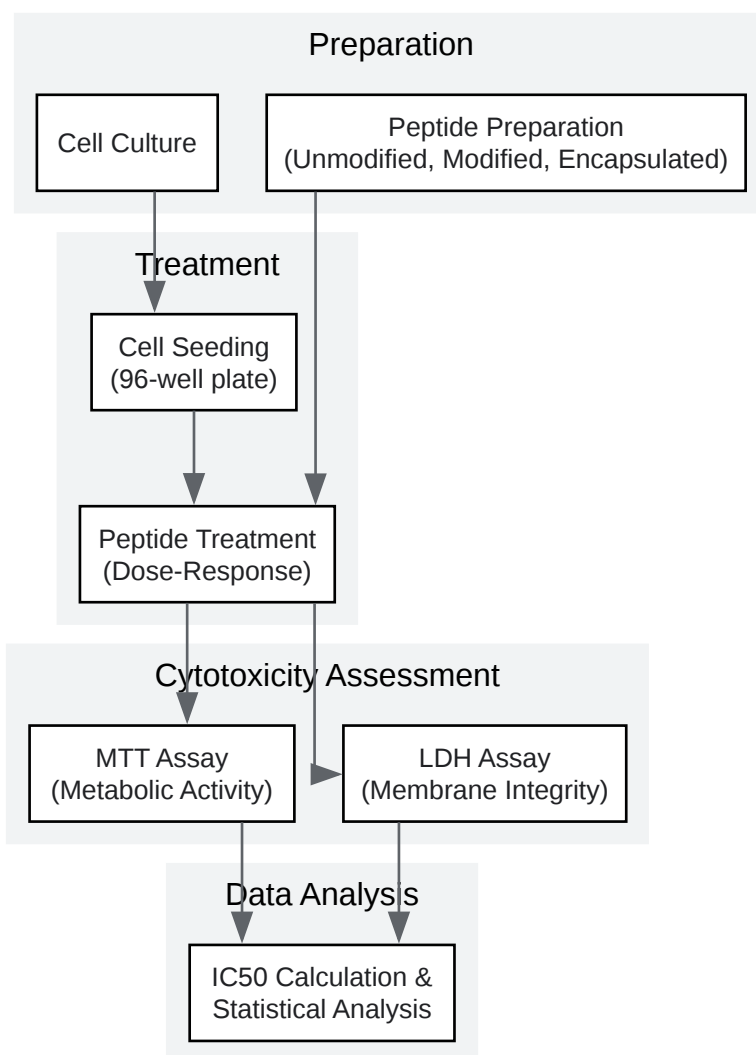 Preparation
Cell Culture
Peptide Preparation
(Unmodified, Modified, Encapsulated)
Treatment
Cell Seeding
(96-well plate)
Peptide Treatment
(Dose-Response)
Cytotoxicity Assessment
MTT Assay
(Metabolic Activity)
LDH Assay
(Membrane Integrity)
Data Analysis
IC50 Calculation &
Statistical Analysis